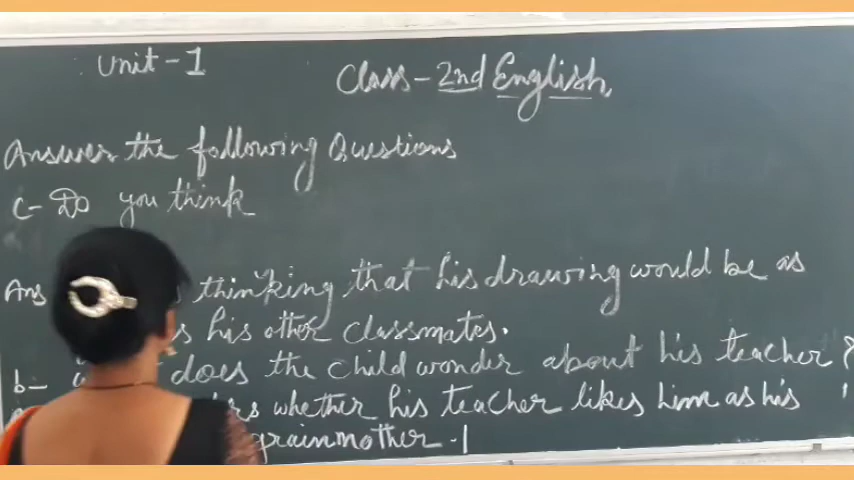 Unit - 1
Class - 2nd English.
Answer the following Questions
c- Do you think
Ans thinking that his drawing would be as
his other classmates.
b- does the child wonder about his teacher ?
whether his teacher likes him as his
grainmother.